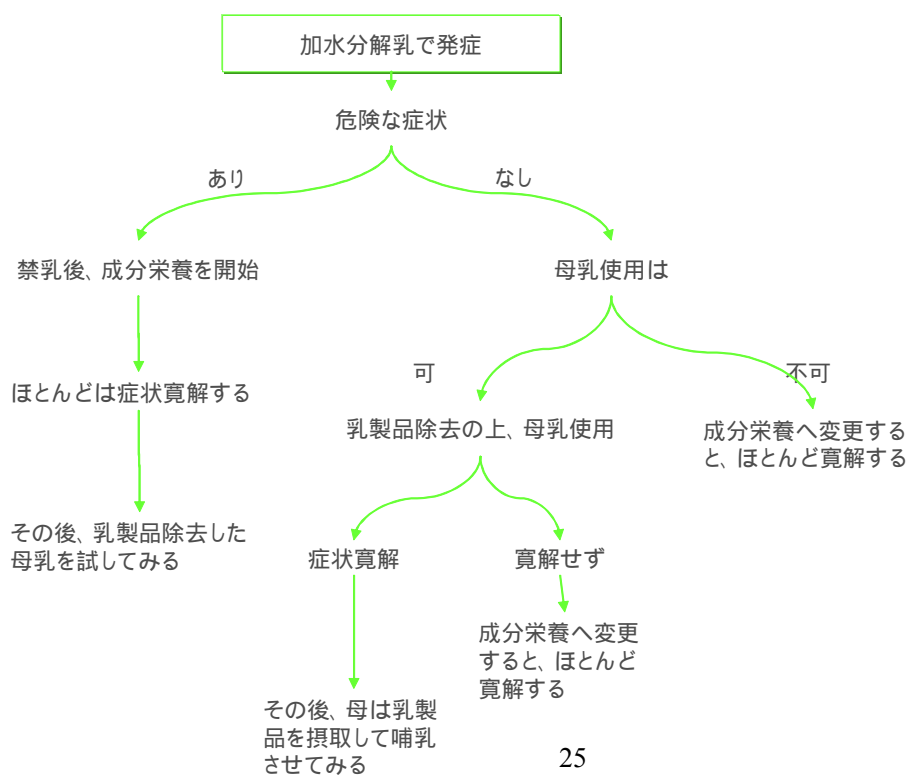 加水分解乳で発症
危険な症状
あり
なし
禁乳後、成分栄養を開始
母乳使用は
ほとんどは症状寛解する
可
不可
乳製品除去の上、母乳使用
成分栄養へ変更する
と、ほとんど寛解する
その後、乳製品除去した
母乳を試してみる
症状寛解
寛解せず
成分栄養へ変更
すると、ほとんど
寛解する
その後、母は乳製
品を摂取して哺乳
させてみる
25